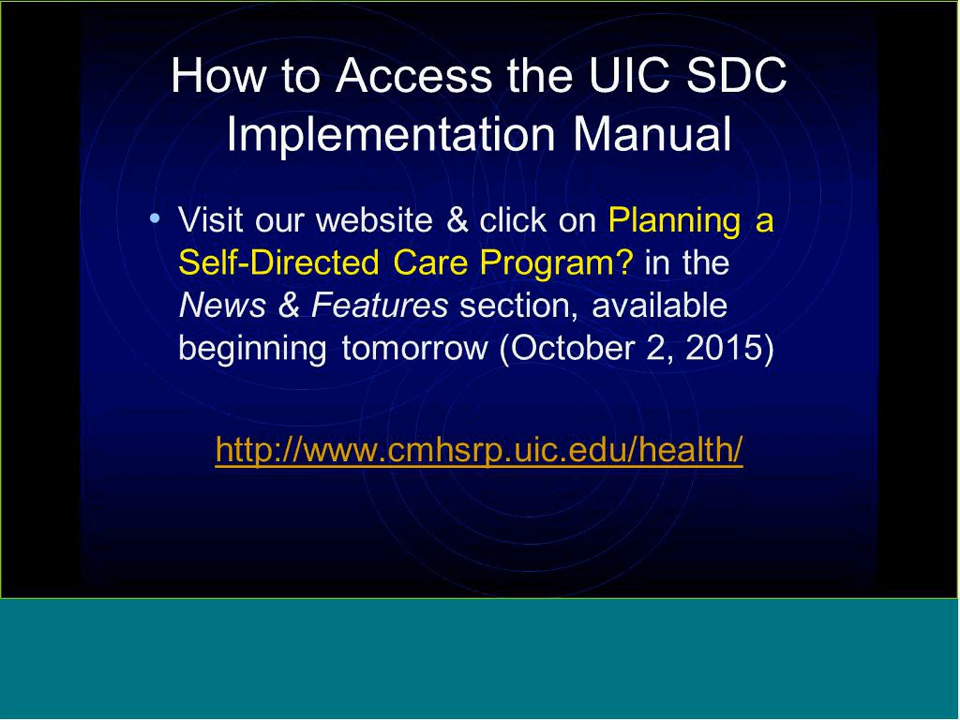 How to Access the UIC SDC
Implementation Manual
• Visit our website & click on Planning a
Self-Directed Care Program? in the
News & Features section, available
beginning tomorrow (October 2, 2015)
http://www.cmhsrp.uic.edu/health/